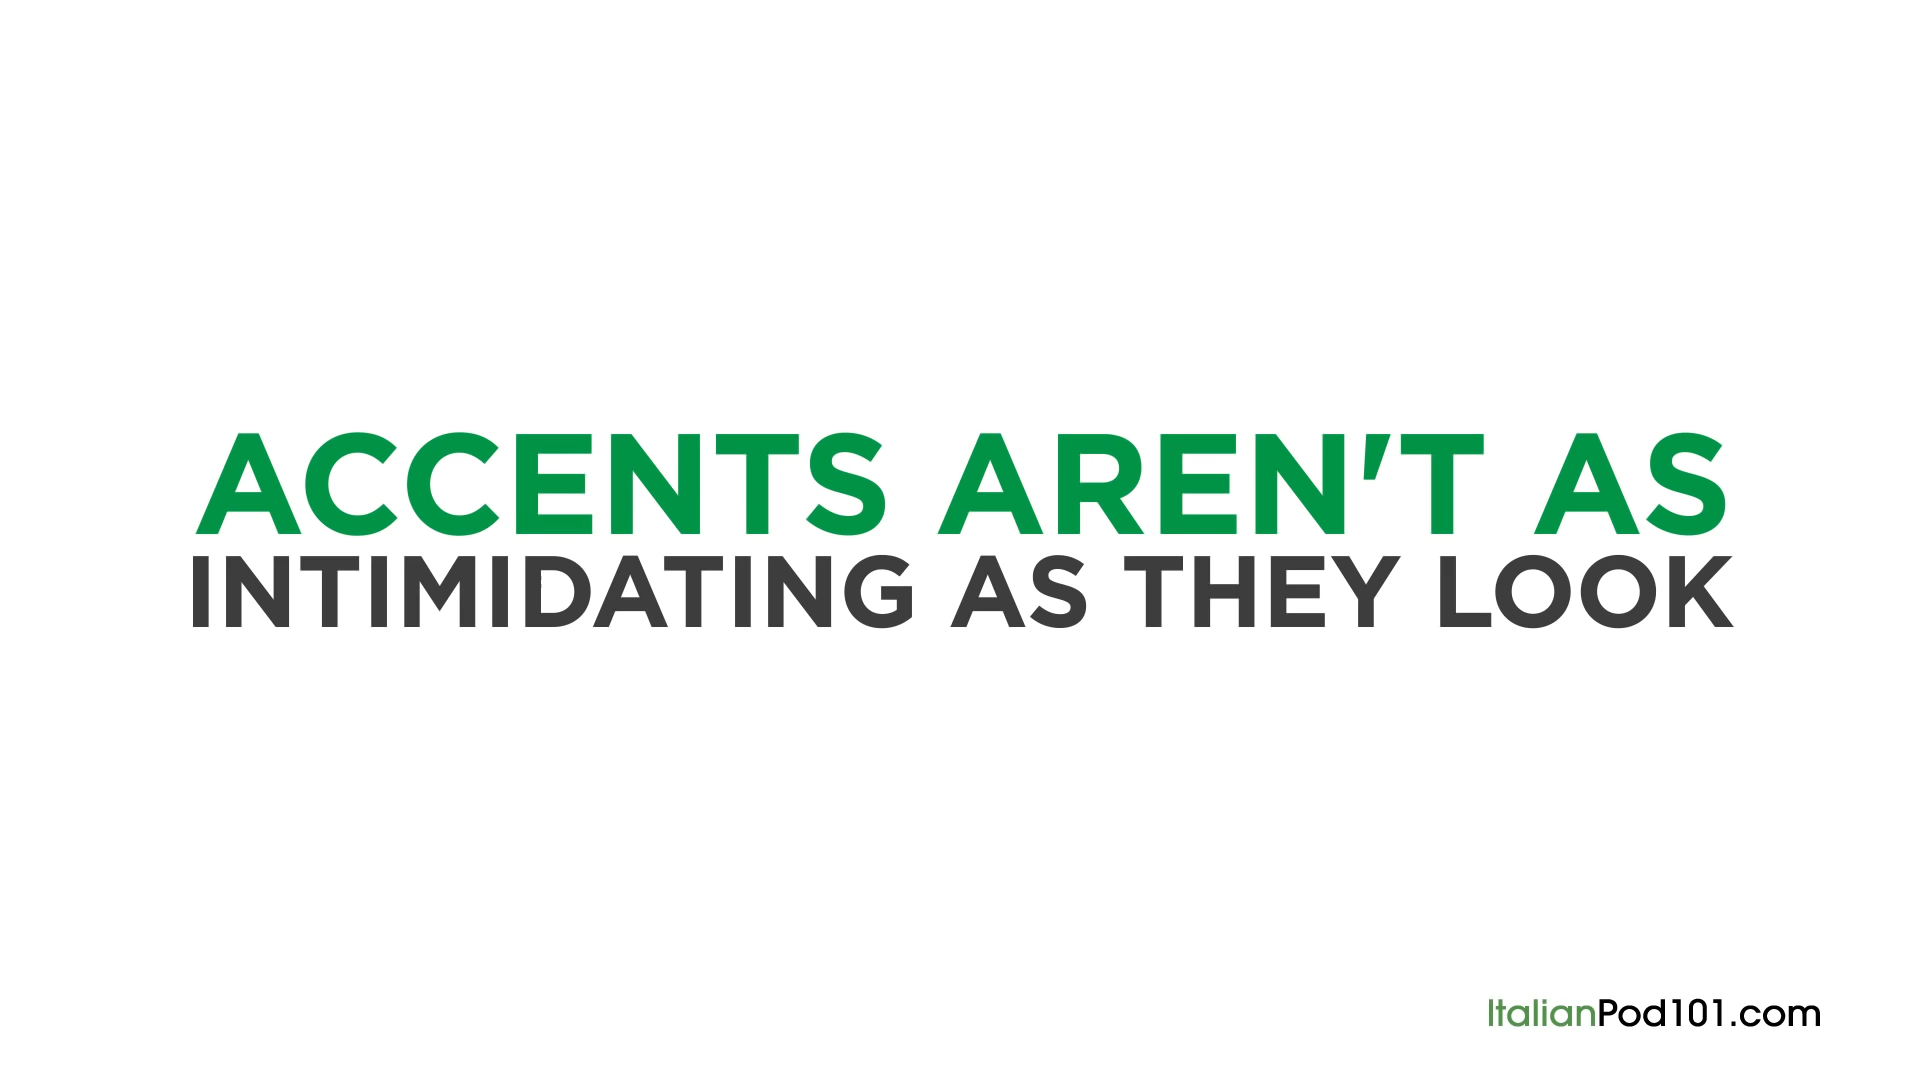 ACCENTS AREN'T AS
INTIMIDATING AS THEY LOOK
ItalianPod101.com